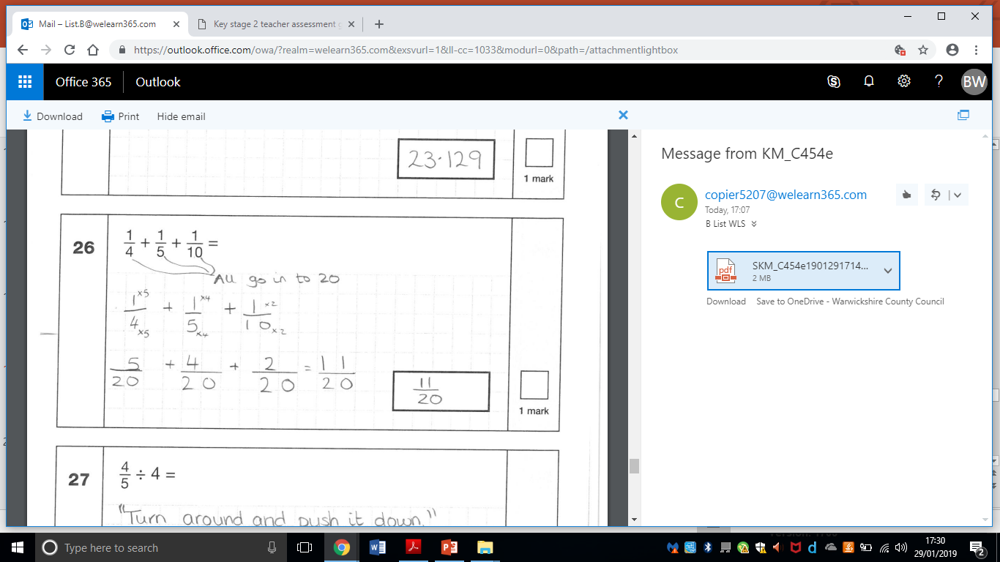 Mail – List.B@welearn365.com
Key stage 2 teacher assessment g
https://outlook.office.com/owa/?realm=welearn365.com&exsvurl=1&ll-cc=1033&modurl=0&path=/attachmentlightbox
Office 365 Outlook
BW
Download Print Hide email
23.129
1 mark
26
1/4 + 1/5 + 1/10 =
All go in to 20
1/4 ×5 ×5 + 1/5 ×4 ×4 + 1/10 ×2 ×2
5/20 + 4/20 + 2/20 = 11/20
11/20
1 mark
27
4/5 ÷ 4 =
"Turn around and push it down."
Message from KM_C454e
C
copier5207@welearn365.com
Today, 17:07
B List WLS
pdf
SKM_C454e1901291714...
2 MB
Download Save to OneDrive - Warwickshire County Council
Type here to search
17:30
29/01/2019
2